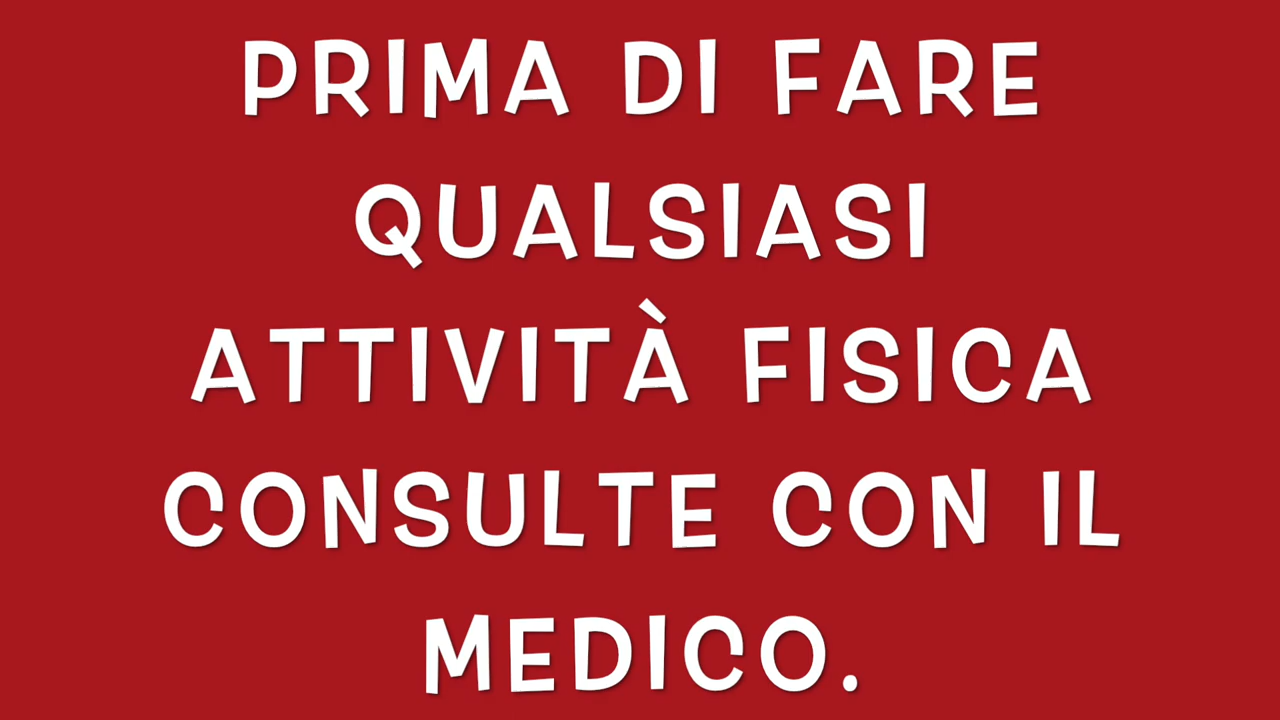 PRIMA DI FARE
QUALSIASI
ATTIVITÀ FISICA
CONSULTE CON IL
MEDICO.